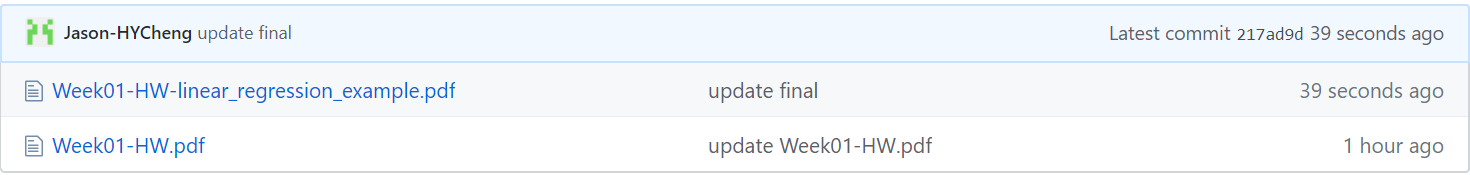 Jason-HYCheng update final Latest commit 217ad9d 39 seconds ago
Week01-HW-linear_regression_example.pdf update final 39 seconds ago
Week01-HW.pdf update Week01-HW.pdf 1 hour ago